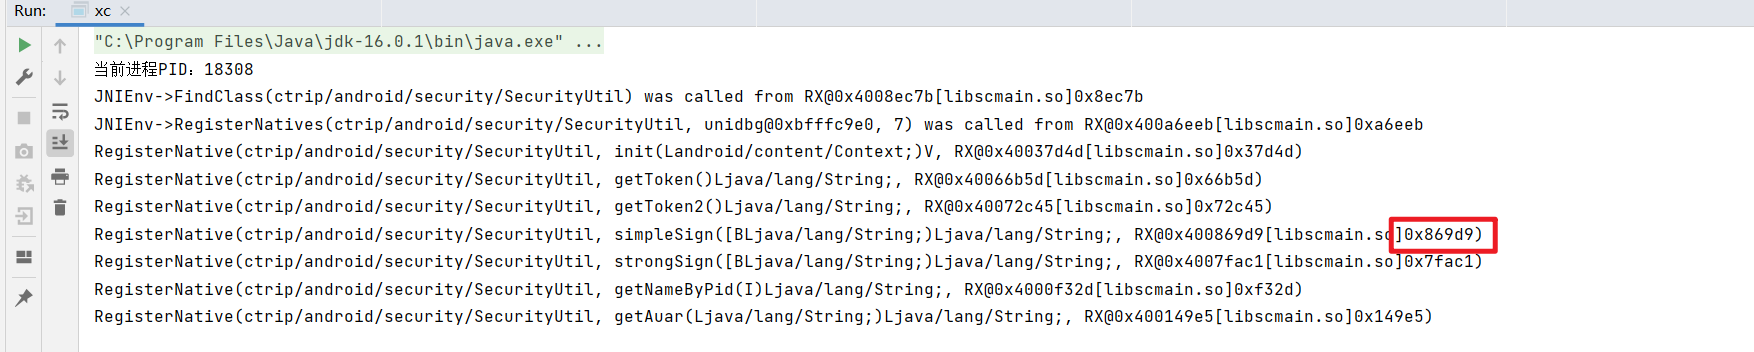 Run: xc
"C:\Program Files\Java\jdk-16.0.1\bin\java.exe" ...
当前进程PID：18308
JNIEnv->FindClass(ctrip/android/security/SecurityUtil) was called from RX@0x4008ec7b[libscmain.so]0x8ec7b
JNIEnv->RegisterNatives(ctrip/android/security/SecurityUtil, unidbg@0xbfffc9e0, 7) was called from RX@0x400a6eeb[libscmain.so]0xa6eeb
RegisterNative(ctrip/android/security/SecurityUtil, init(Landroid/content/Context;)V, RX@0x40037d4d[libscmain.so]0x37d4d)
RegisterNative(ctrip/android/security/SecurityUtil, getToken()Ljava/lang/String;, RX@0x40066b5d[libscmain.so]0x66b5d)
RegisterNative(ctrip/android/security/SecurityUtil, getToken2()Ljava/lang/String;, RX@0x40072c45[libscmain.so]0x72c45)
RegisterNative(ctrip/android/security/SecurityUtil, simpleSign([BLjava/lang/String;)Ljava/lang/String;, RX@0x400869d9[libscmain.so]0x869d9)
RegisterNative(ctrip/android/security/SecurityUtil, strongSign([BLjava/lang/String;)Ljava/lang/String;, RX@0x4007fac1[libscmain.so]0x7fac1)
RegisterNative(ctrip/android/security/SecurityUtil, getNameByPid(I)Ljava/lang/String;, RX@0x4000f32d[libscmain.so]0xf32d)
RegisterNative(ctrip/android/security/SecurityUtil, getAuar(Ljava/lang/String;)Ljava/lang/String;, RX@0x400149e5[libscmain.so]0x149e5)